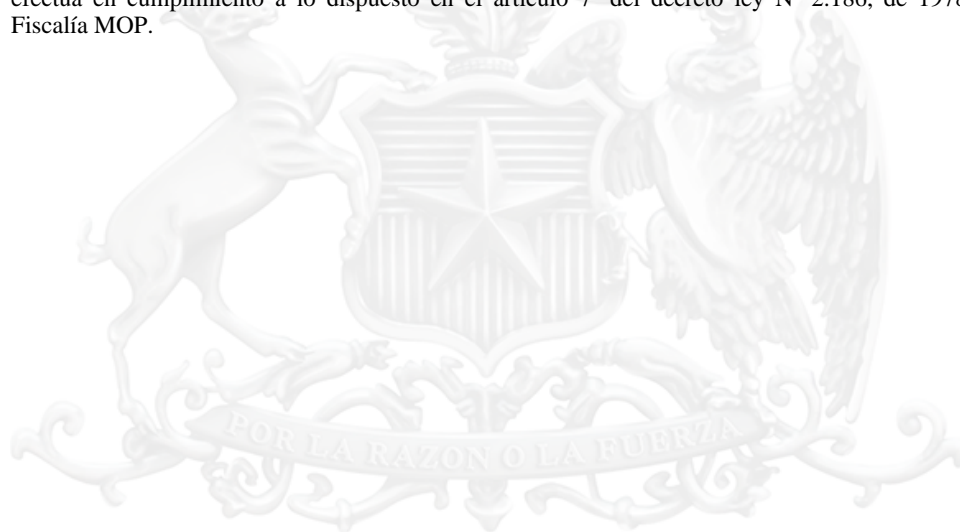 efectúa en cumplimiento a lo dispuesto en el artículo 7° del decreto ley N° 2.186, de 1978
Fiscalía MOP.
POR LA RAZON O LA FUERZA